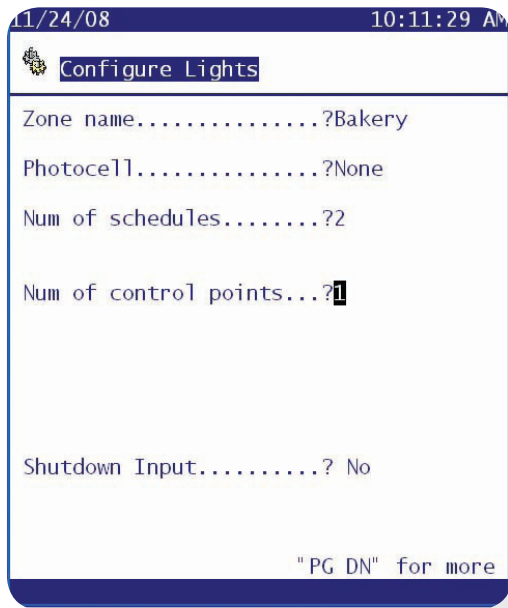 11/24/08 10:11:29 AM
Configure Lights
Zone name...............?Bakery
Photocell...............?None
Num of schedules........?2
Num of control points...?1
Shutdown Input..........? No
"PG DN" for more